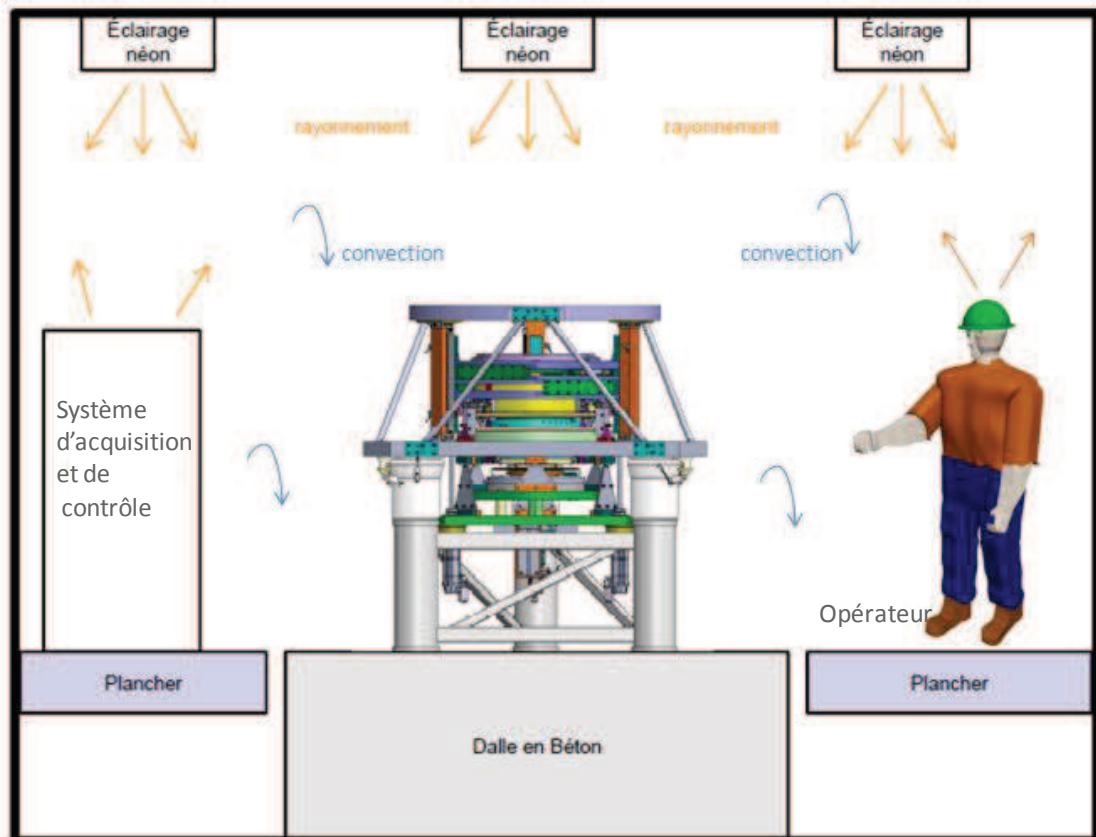 Éclairage
néon
Éclairage
néon
Éclairage
néon
rayonnement
rayonnement
convection
convection
Système
d’acquisition
et de
contrôle
Opérateur
Plancher
Plancher
Dalle en Béton